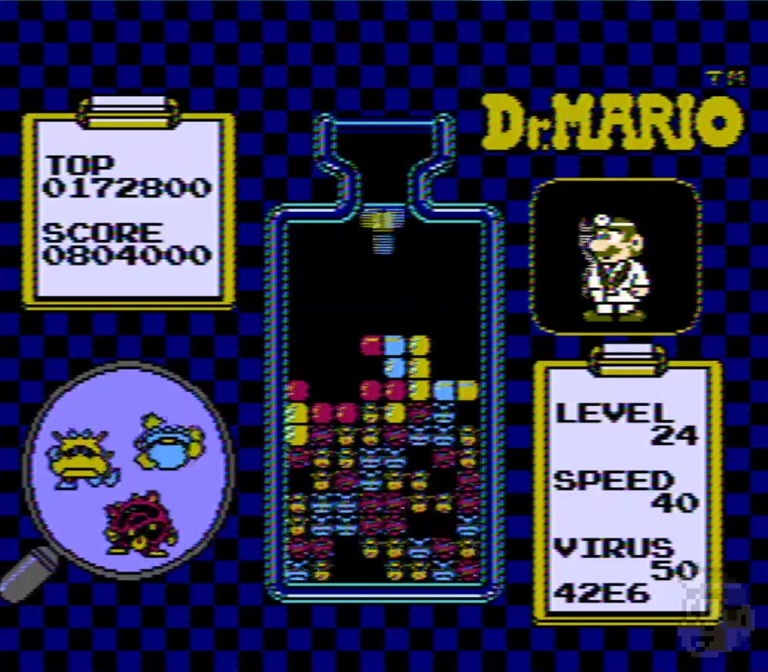 TM
Dr. MARIO
TOP
0172800
SCORE
0804000
LEVEL
24
SPEED
40
VIRUS
50
42E6